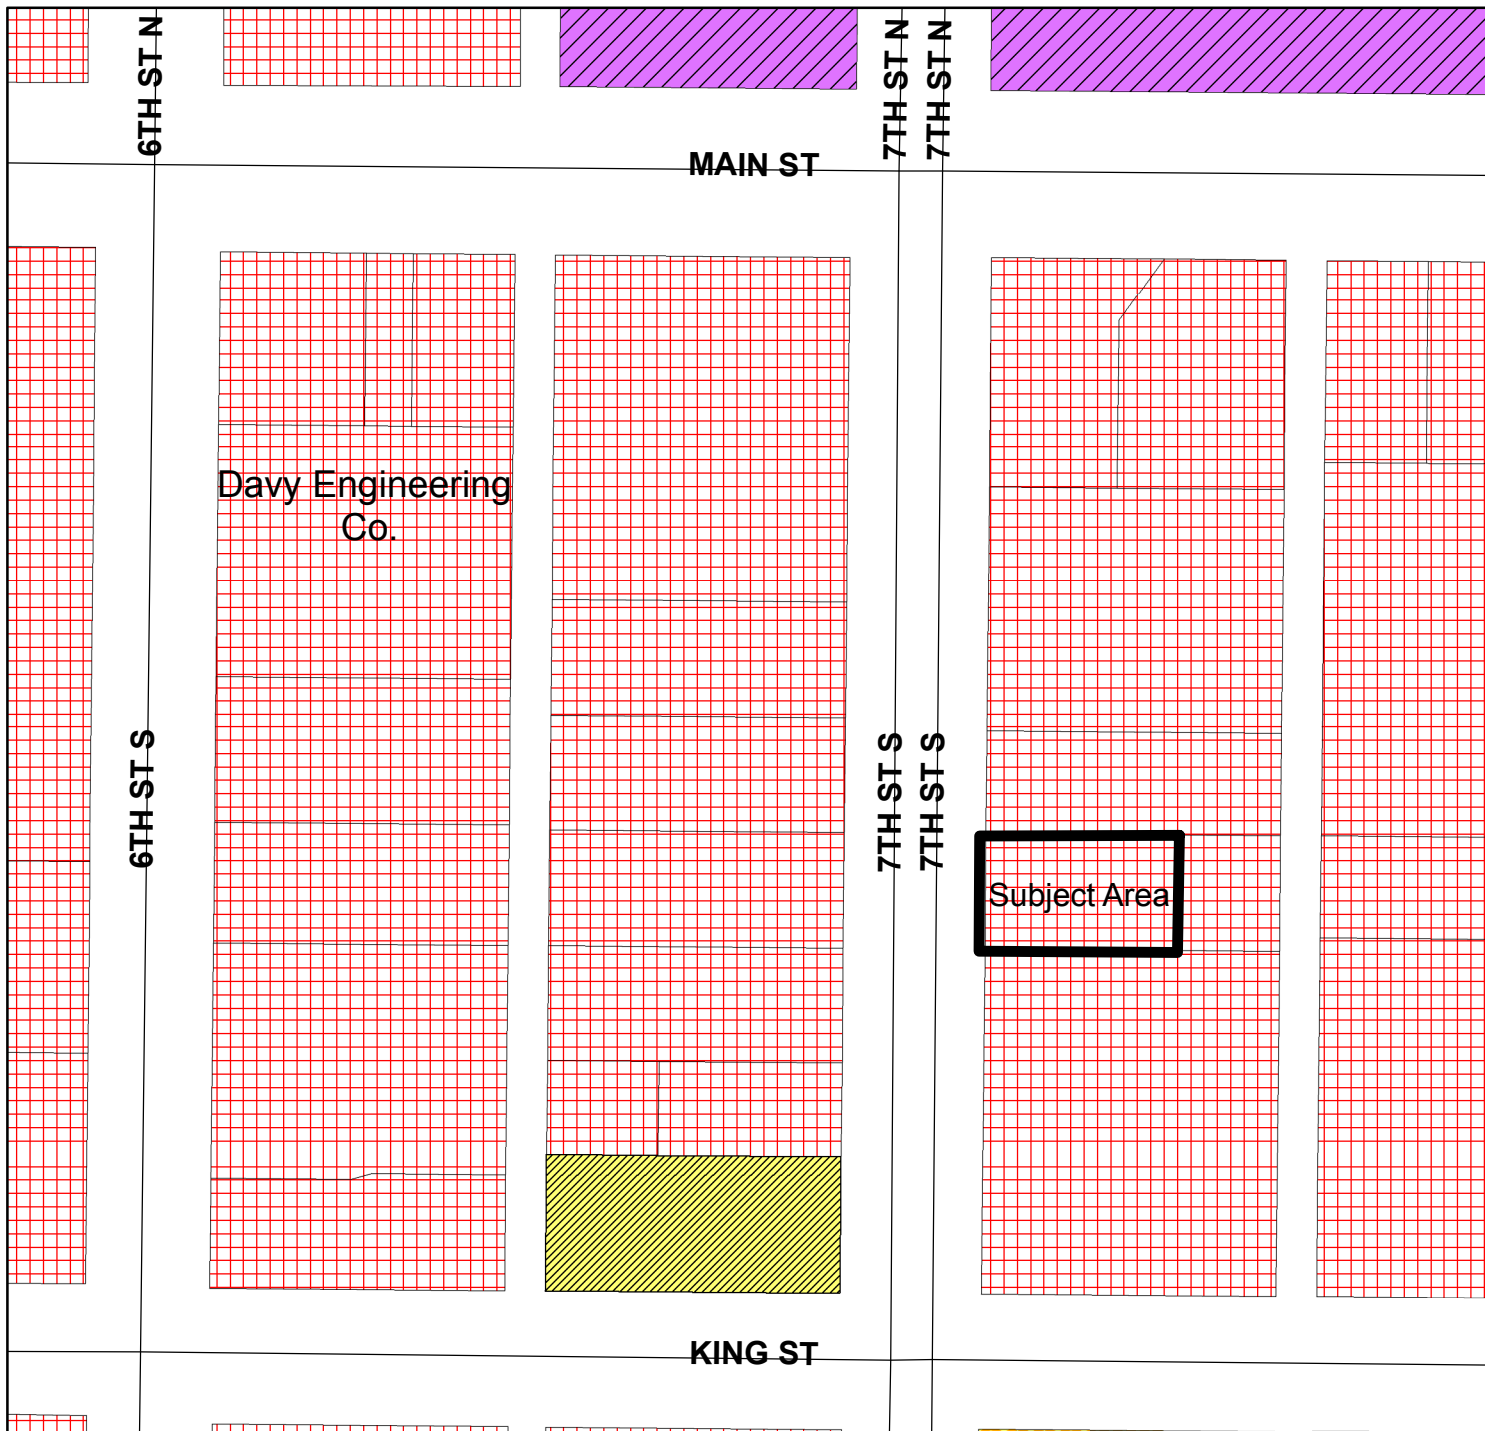 6TH ST N
7TH ST N
7TH ST N
MAIN ST
Davy Engineering
Co.
6TH ST S
7TH ST S
7TH ST S
Subject Area
KING ST